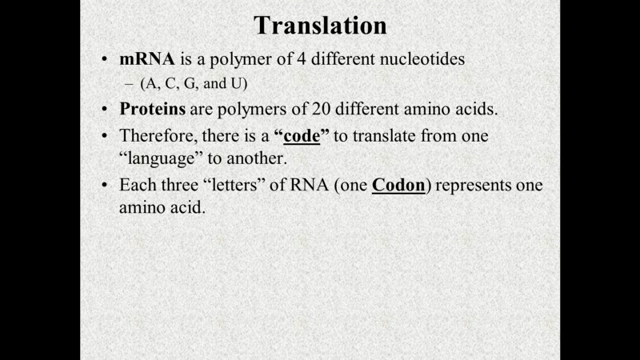 Translation
• mRNA is a polymer of 4 different nucleotides
– (A, C, G, and U)
• Proteins are polymers of 20 different amino acids.
• Therefore, there is a “code” to translate from one
“language” to another.
• Each three “letters” of RNA (one Codon) represents one
amino acid.